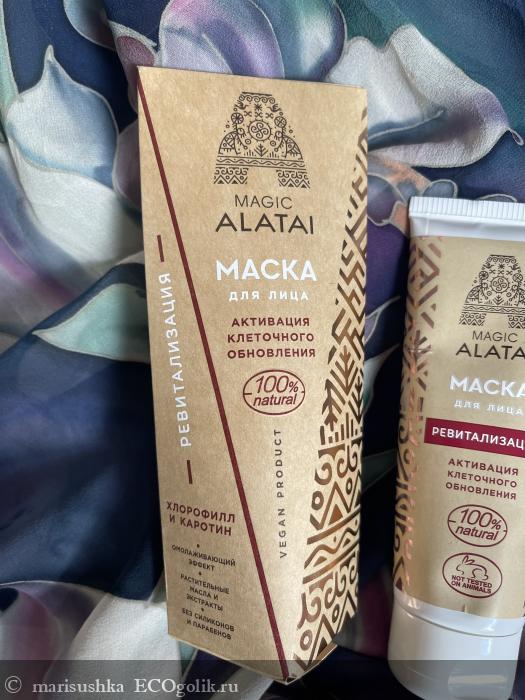 MAGIC
ALATAI
МАСКА
ДЛЯ ЛИЦА
АКТИВАЦИЯ
КЛЕТОЧНОГО
ОБНОВЛЕНИЯ
100%
natural
РЕВИТАЛИЗАЦИЯ
VEGAN PRODUCT
ХЛОРОФИЛЛ
И КАРОТИН
ОМОЛАЖИВАЮЩИЙ
ЭФФЕКТ
РАСТИТЕЛЬНЫЕ
МАСЛА И
ЭКСТРАКТЫ
БЕЗ СИЛИКОНОВ
И ПАРАБЕНОВ
MAGIC
ALATAI
МАСКА
ДЛЯ ЛИЦА
РЕВИТАЛИЗАЦИ
АКТИВАЦИЯ
КЛЕТОЧНОГО
ОБНОВЛЕНИЯ
100%
natural
NOT TESTED
ON ANIMALS
marisushka ECOgolik.ru